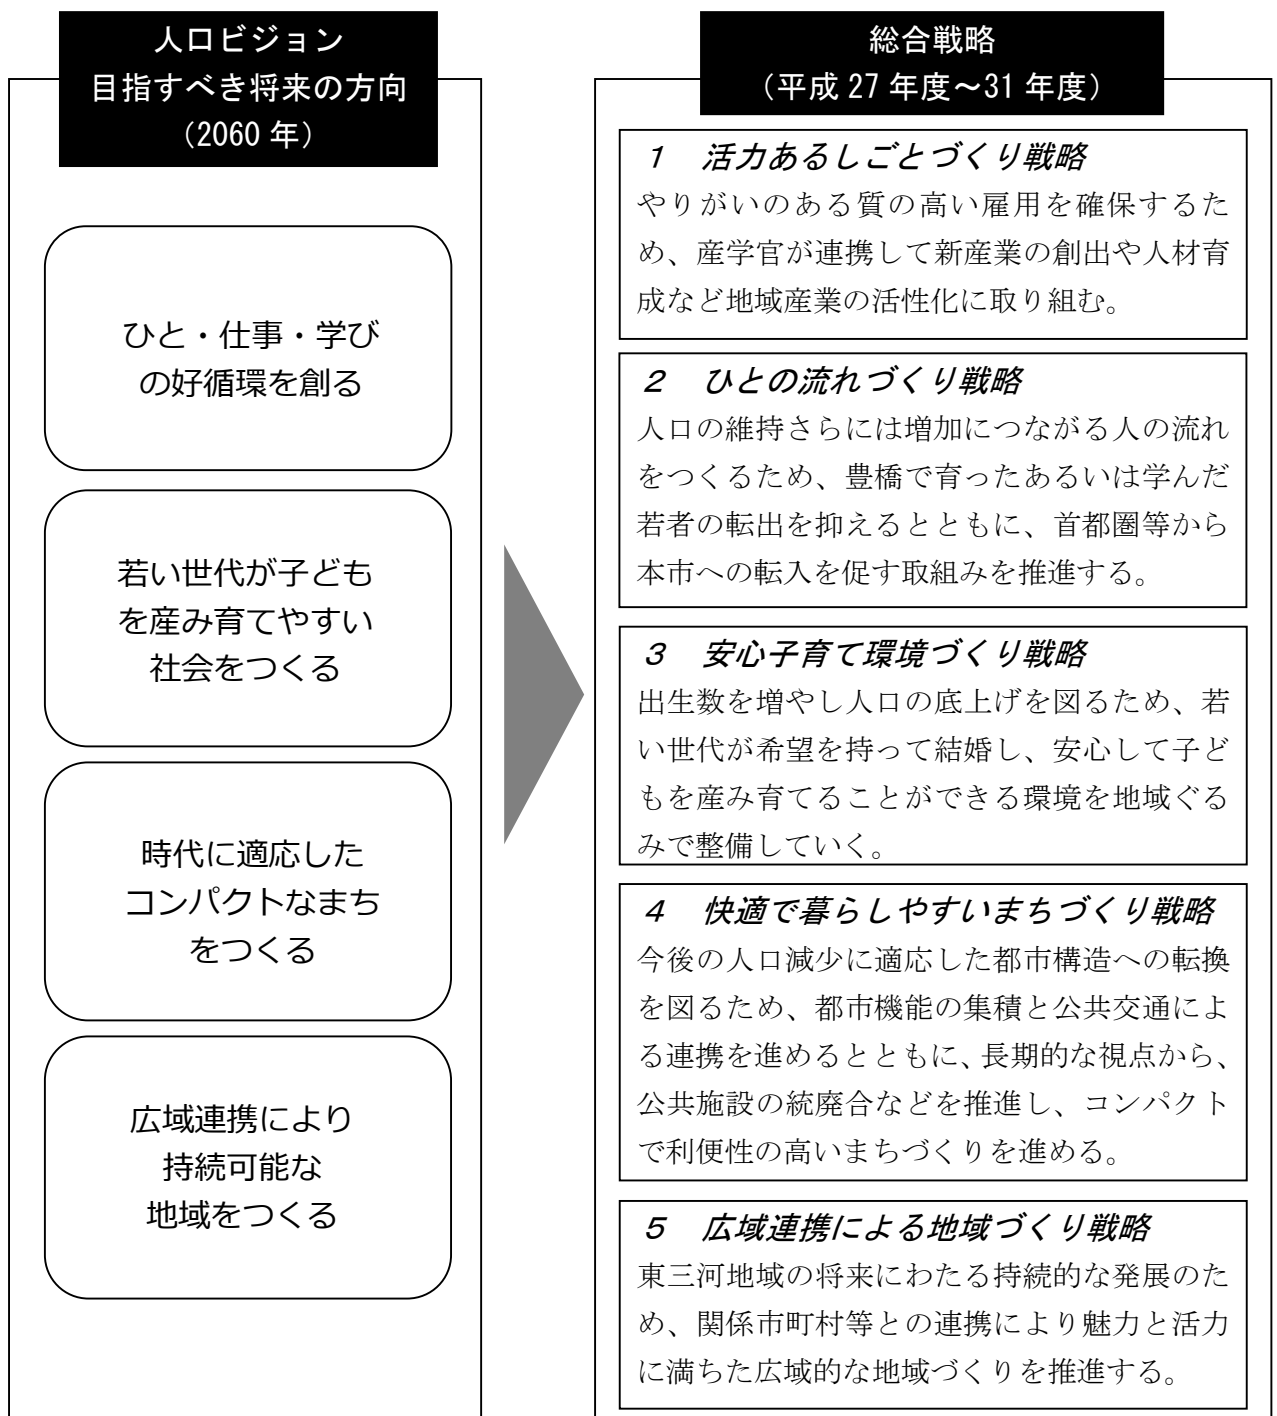 人口ビジョン
目指すべき将来の方向
（2060 年）
ひと・仕事・学び
の好循環を創る
若い世代が子ども
を産み育てやすい
社会をつくる
時代に適応した
コンパクトなまち
をつくる
広域連携により
持続可能な
地域をつくる
総合戦略
（平成 27 年度～31 年度）
１　活力あるしごとづくり戦略
やりがいのある質の高い雇用を確保するた
め、産学官が連携して新産業の創出や人材育
成など地域産業の活性化に取り組む。
２　ひとの流れづくり戦略
人口の維持さらには増加につながる人の流れ
をつくるため、豊橋で育ったあるいは学んだ
若者の転出を抑えるとともに、首都圏等から
本市への転入を促す取組みを推進する。
３　安心子育て環境づくり戦略
出生数を増やし人口の底上げを図るため、若
い世代が希望を持って結婚し、安心して子ど
もを産み育てることができる環境を地域ぐる
みで整備していく。
４　快適で暮らしやすいまちづくり戦略
今後の人口減少に適応した都市構造への転換
を図るため、都市機能の集積と公共交通によ
る連携を進めるとともに、長期的な視点から、
公共施設の統廃合などを推進し、コンパクト
で利便性の高いまちづくりを進める。
５　広域連携による地域づくり戦略
東三河地域の将来にわたる持続的な発展のた
め、関係市町村等との連携により魅力と活力
に満ちた広域的な地域づくりを推進する。